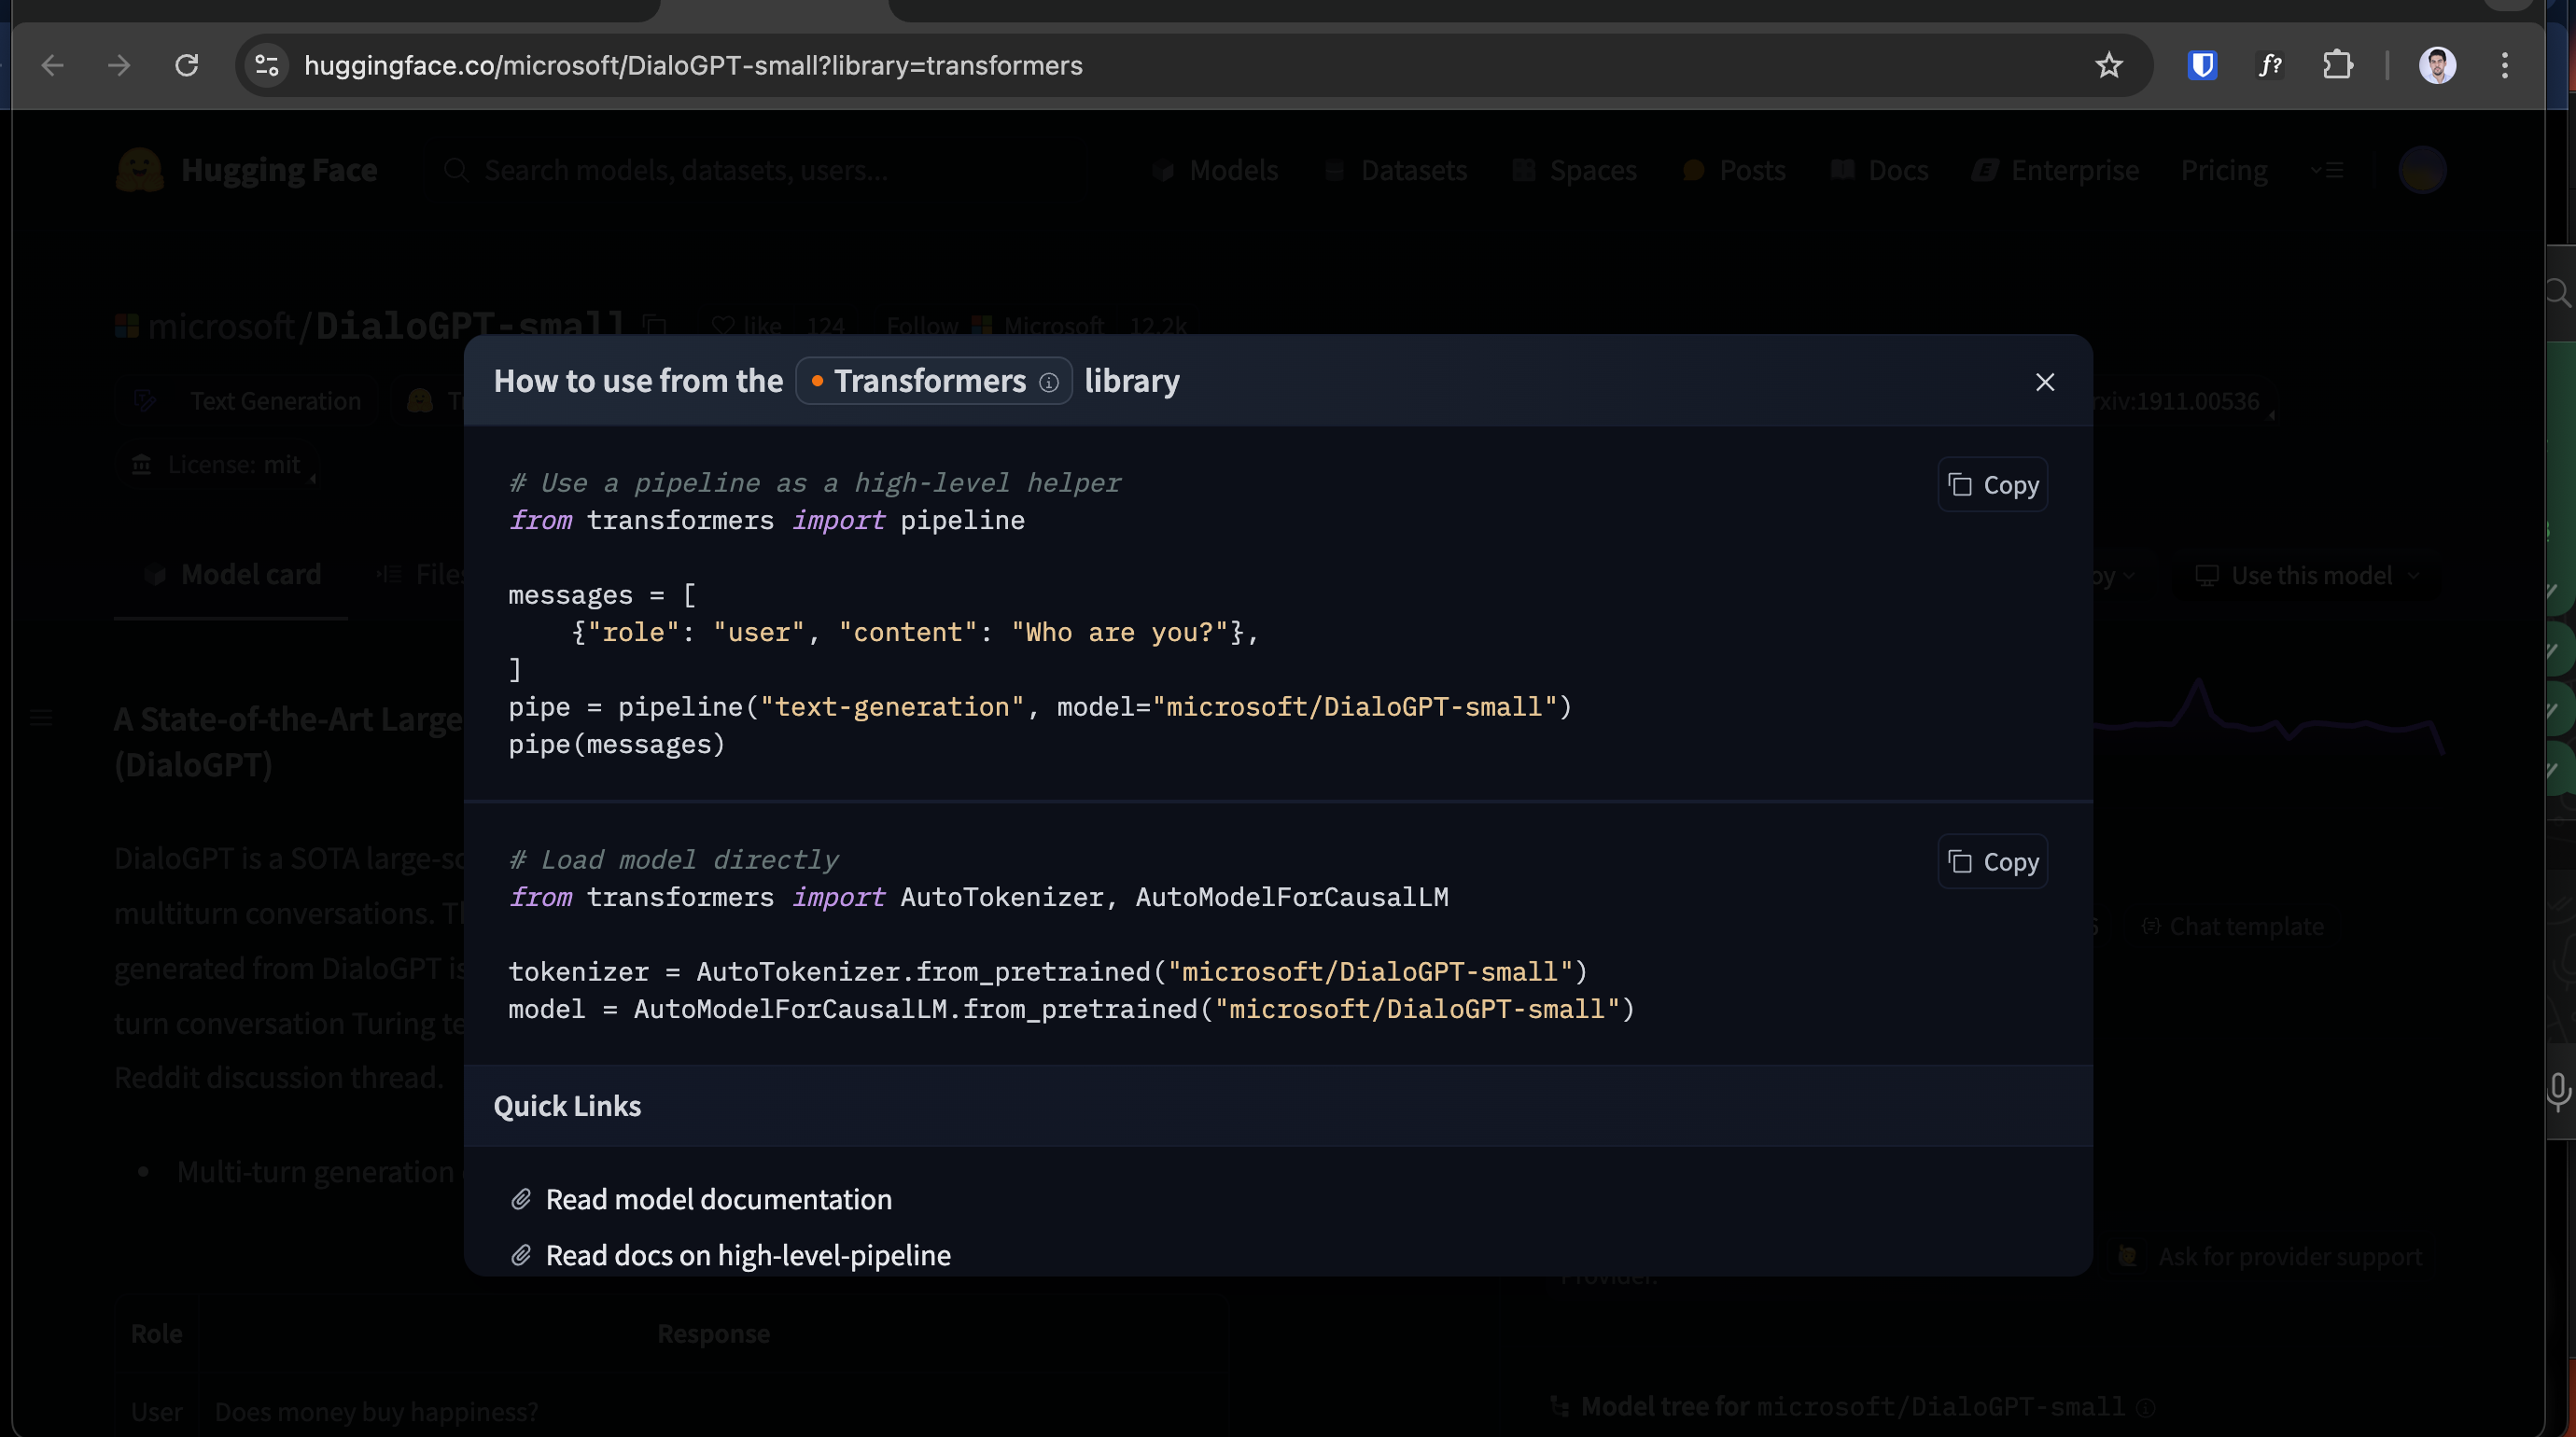 huggingface.co/microsoft/DialoGPT-small?library=transformers
f?
Hugging Face
Search models, datasets, users...
Models
Datasets
Spaces
Posts
Docs
Enterprise
Pricing
microsoft/DialoGPT-small
like 124
Follow Microsoft 12.2k
Text Generation
rxiv:1911.00536
License: mit
How to use from the Transformers library
# Use a pipeline as a high-level helper
Copy
from transformers import pipeline
messages = [
    {"role": "user", "content": "Who are you?"},
]
pipe = pipeline("text-generation", model="microsoft/DialoGPT-small")
pipe(messages)
# Load model directly
Copy
from transformers import AutoTokenizer, AutoModelForCausalLM
tokenizer = AutoTokenizer.from_pretrained("microsoft/DialoGPT-small")
model = AutoModelForCausalLM.from_pretrained("microsoft/DialoGPT-small")
Quick Links
Read model documentation
Read docs on high-level-pipeline
Model card
Files
Use this model
A State-of-the-Art Large
(DialoGPT)
DialoGPT is a SOTA large-sc
multiturn conversations. Th
generated from DialoGPT is
turn conversation Turing te
Reddit discussion thread.
Multi-turn generation
Chat template
Ask for provider support
Role Response
User Does money buy happiness?
Model tree for microsoft/DialoGPT-small